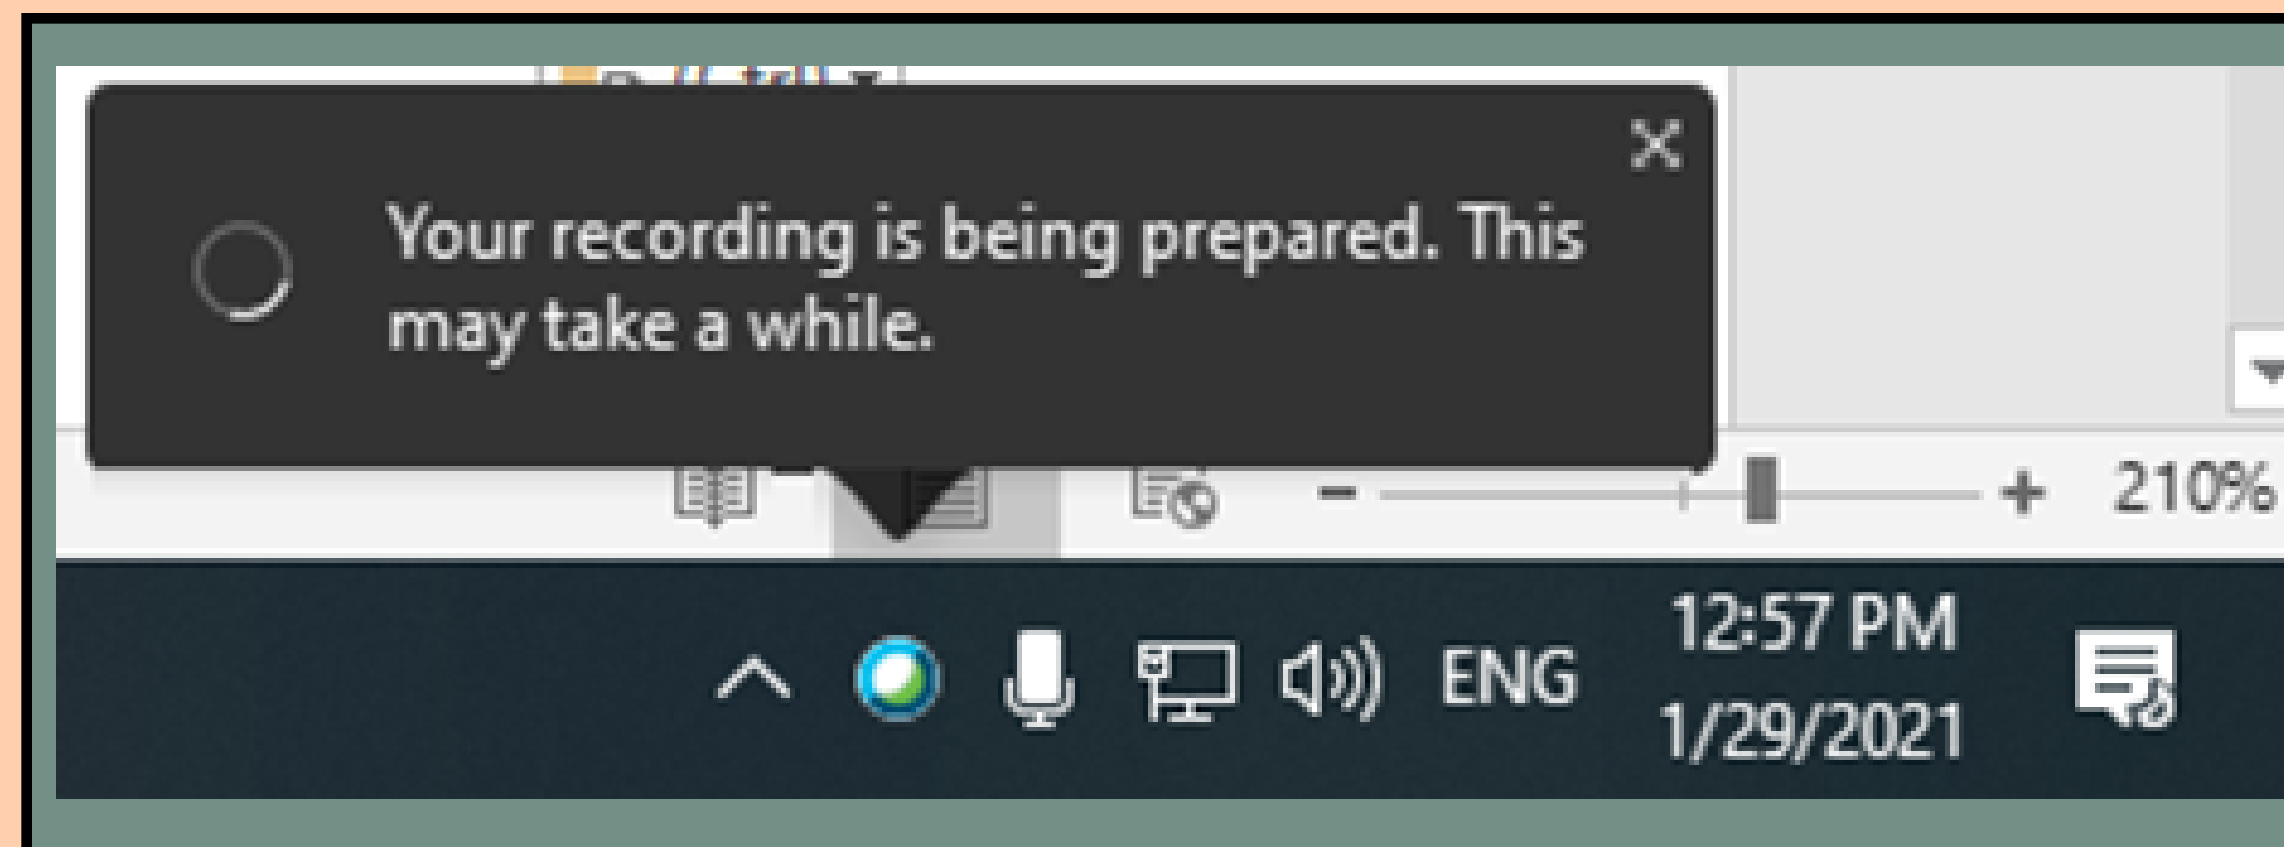 Your recording is being prepared. This
may take a while.
210%
ENG
12:57 PM
1/29/2021